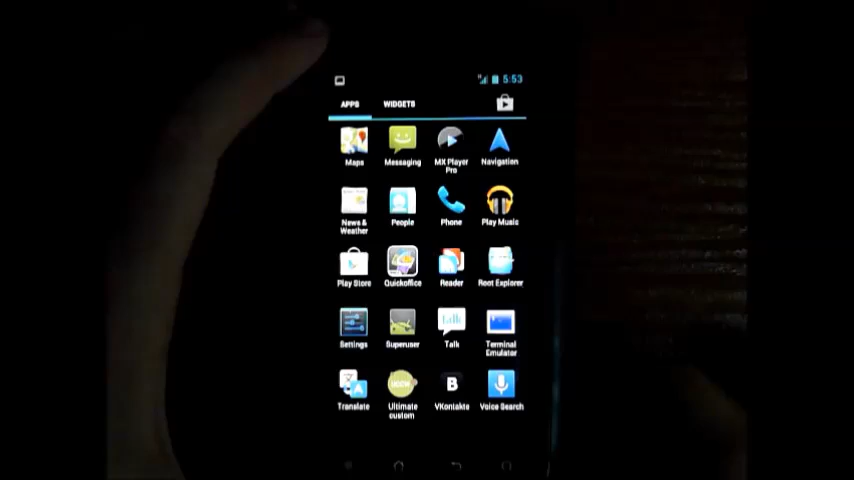 5:53
APPS WIDGETS
Maps Messaging MX Player Pro Navigation
News & Weather People Phone Play Music
Play Store Quickoffice Reader Root Explorer
Settings Superuser Talk Terminal Emulator
Translate Ultimate custom VKontakte Voice Search
talk
B
A